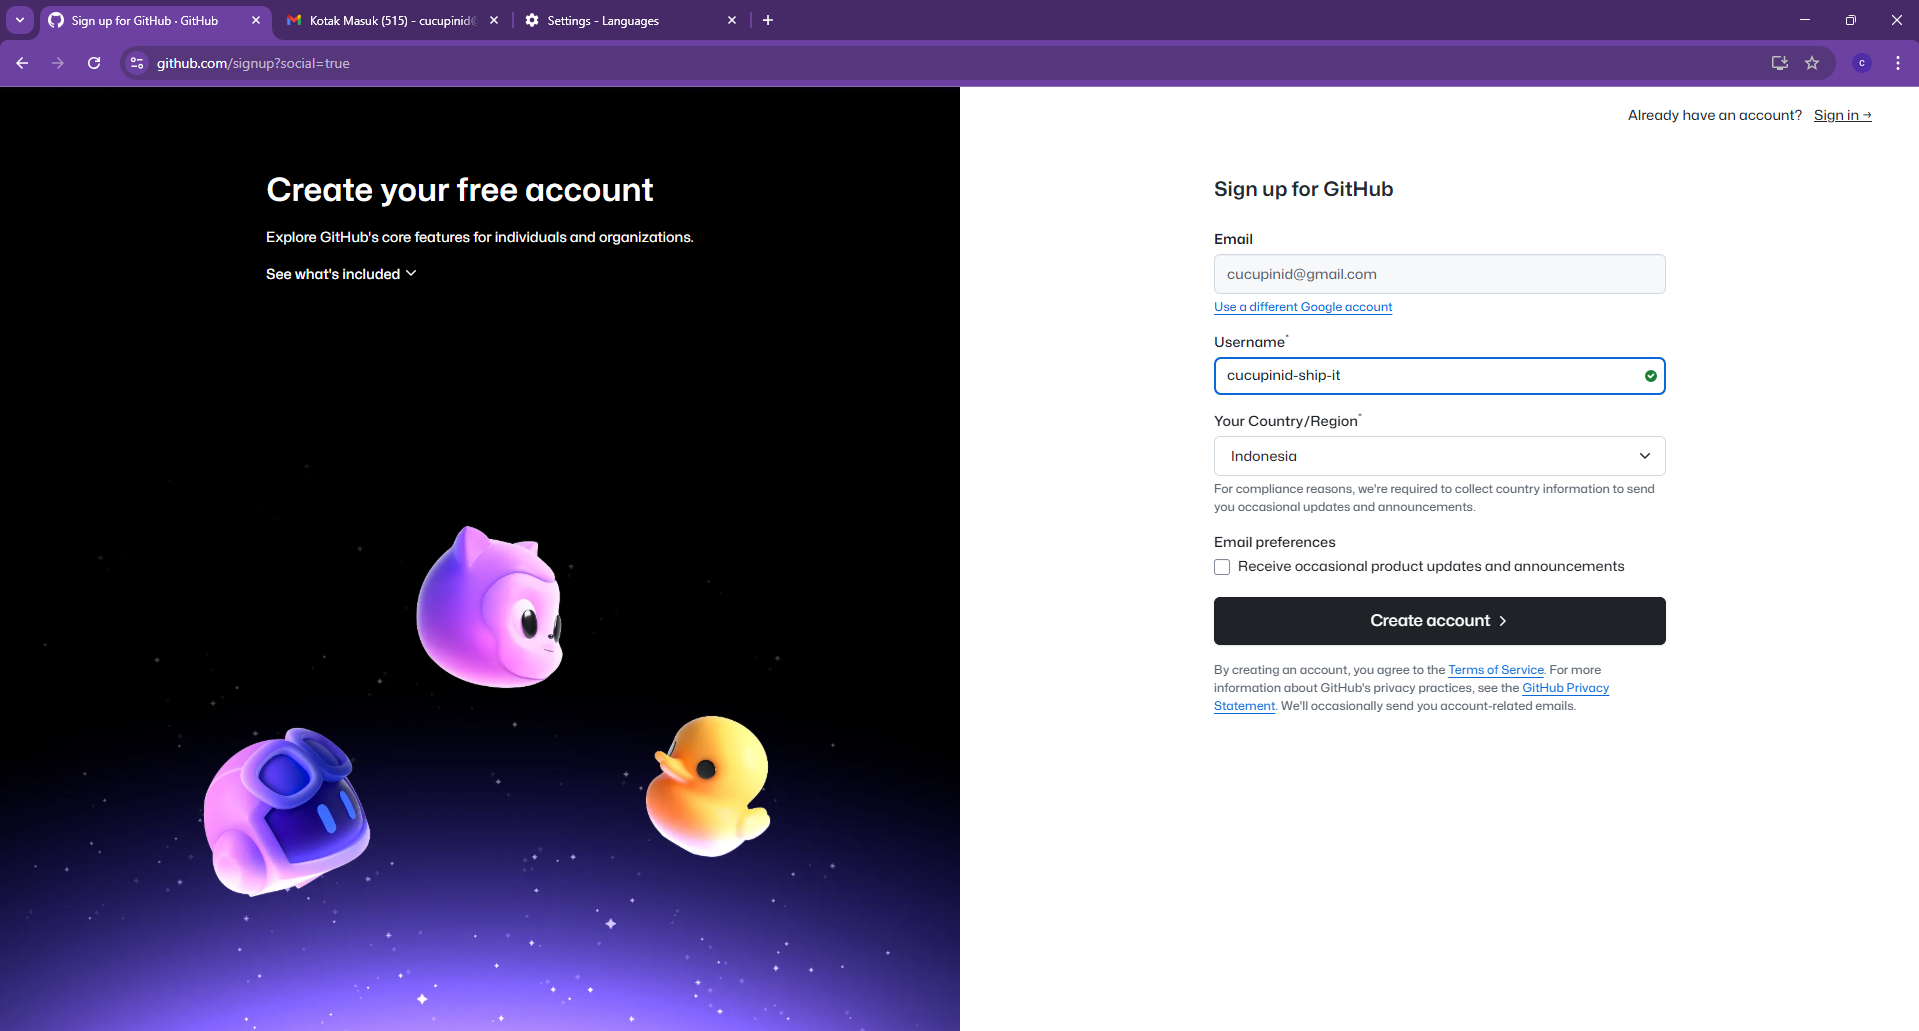 Sign up for GitHub · GitHub
Kotak Masuk (515) - cucupinid@
Settings - Languages
github.com/signup?social=true
c
Already have an account? Sign in →
Create your free account
Explore GitHub's core features for individuals and organizations.
See what's included
Sign up for GitHub
Email
cucupinid@gmail.com
Use a different Google account
Username*
cucupinid-ship-it
Your Country/Region*
Indonesia
For compliance reasons, we're required to collect country information to send
you occasional updates and announcements.
Email preferences
Receive occasional product updates and announcements
Create account
By creating an account, you agree to the Terms of Service. For more
information about GitHub's privacy practices, see the GitHub Privacy
Statement. We'll occasionally send you account-related emails.